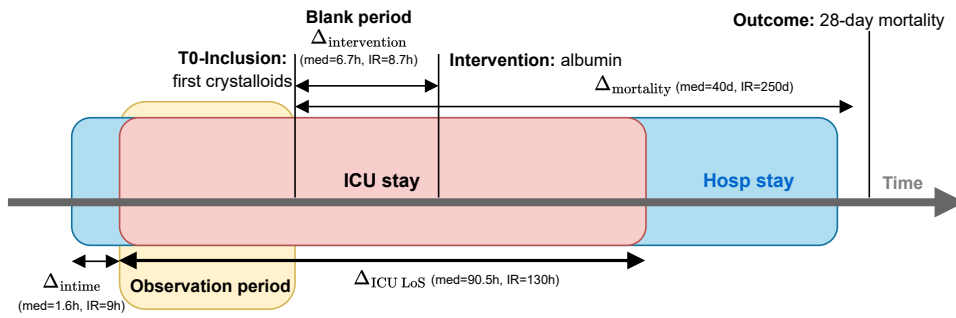 Blank period
Δintervention
(med=6.7h, IR=8.7h)
Outcome: 28-day mortality
T0-Inclusion:
first crystalloids
Intervention: albumin
Δmortality (med=40d, IR=250d)
ICU stay
Hosp stay
Time
Δintime
(med=1.6h, IR=9h)
Observation period
ΔICU LoS (med=90.5h, IR=130h)